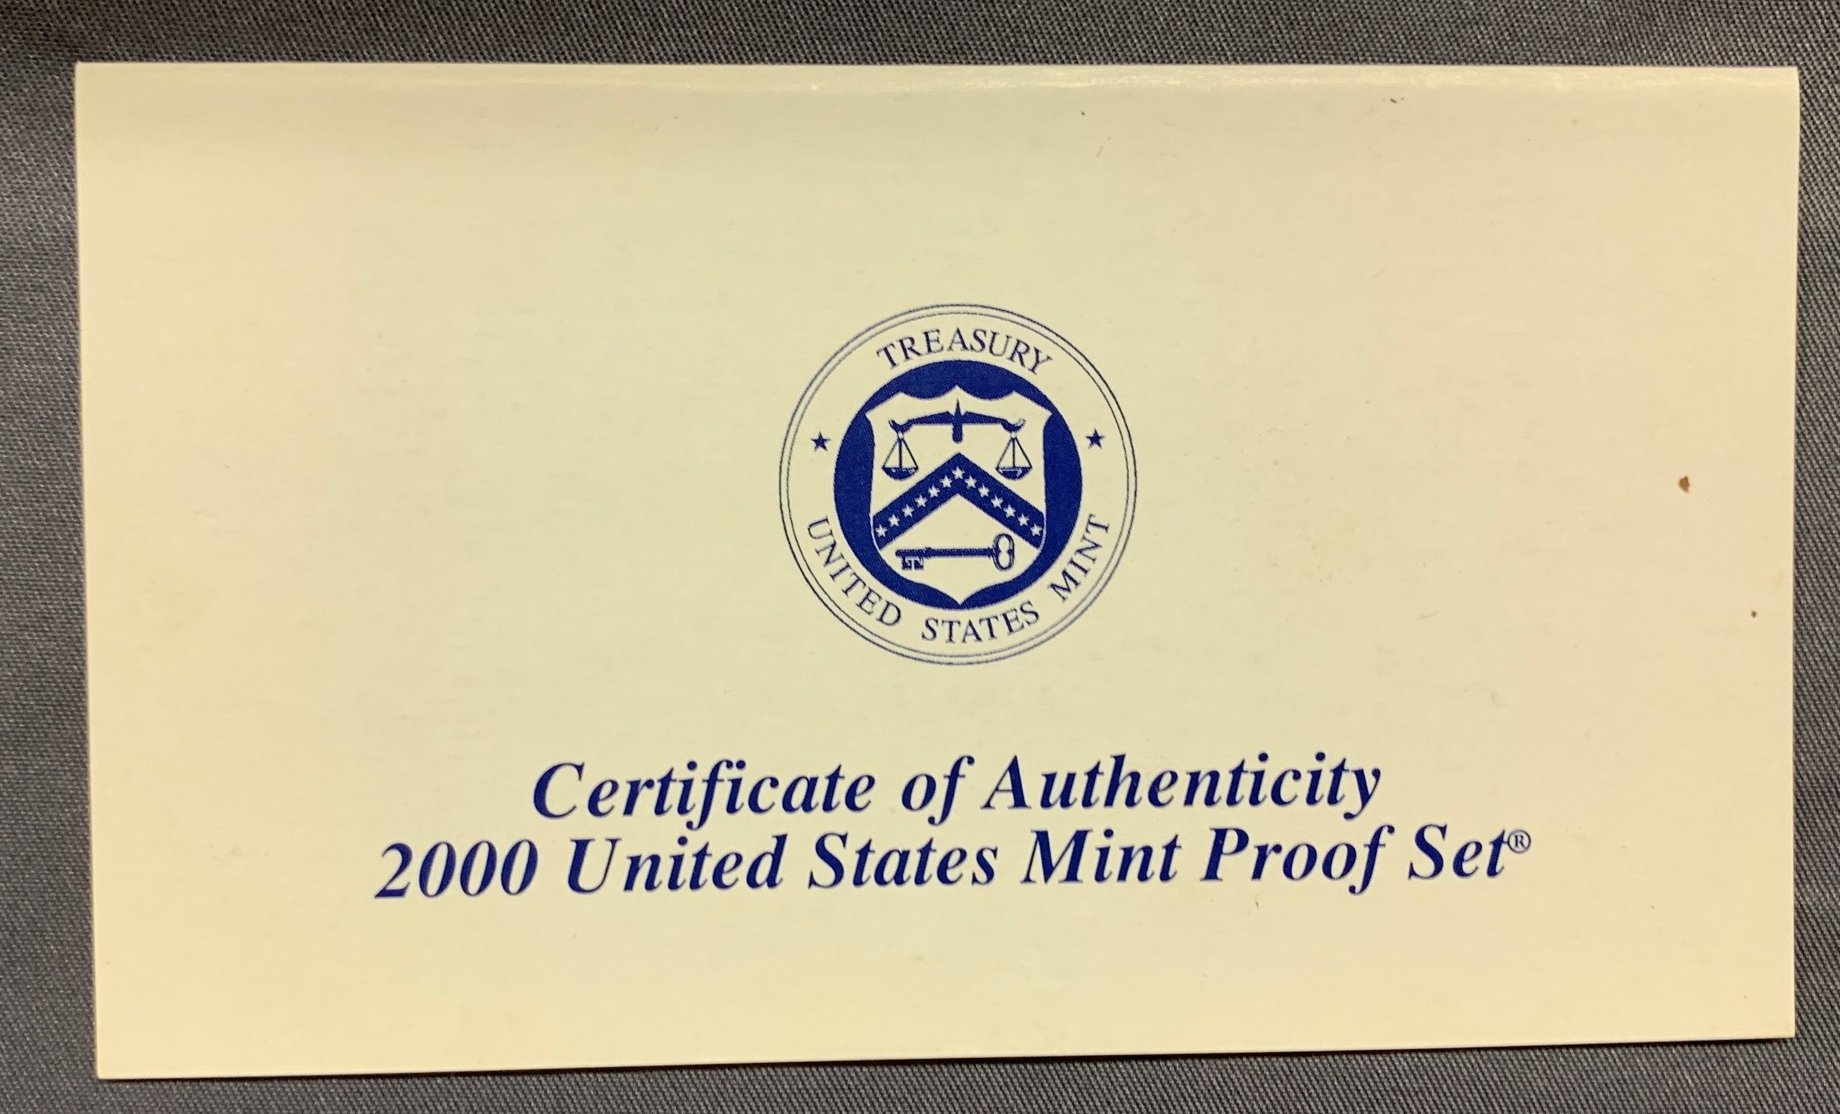 TREASURY
UNITED STATES MINT
Certificate of Authenticity
2000 United States Mint Proof Set®